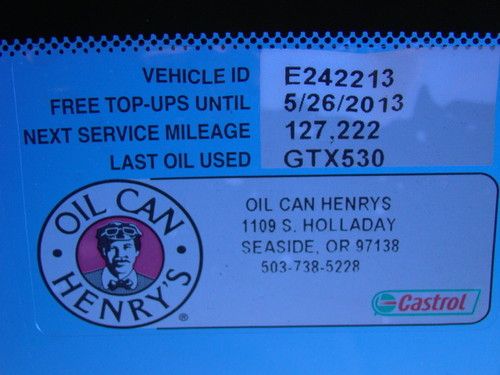 VEHICLE ID E242213
FREE TOP-UPS UNTIL 5/26/2013
NEXT SERVICE MILEAGE 127,222
LAST OIL USED GTX530
OIL CAN
HENRY'S ®
OIL CAN HENRYS
1109 S. HOLLADAY
SEASIDE, OR 97138
503-738-5228
Castrol